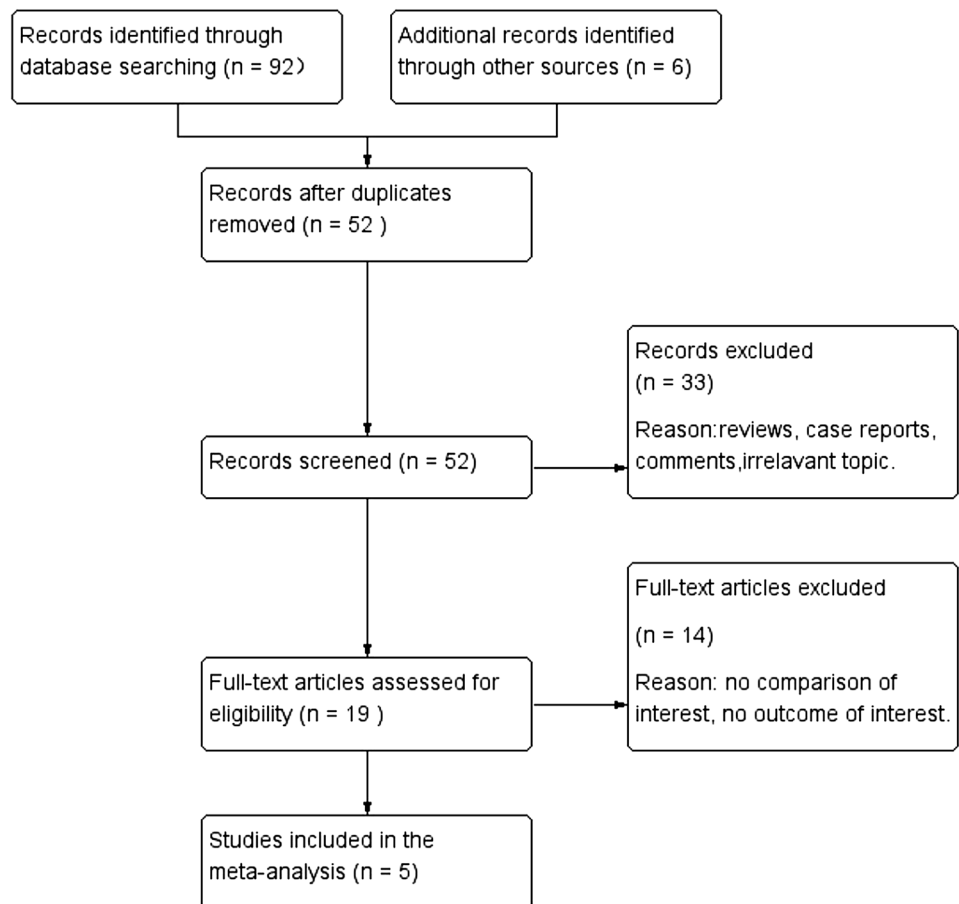 Records identified through
database searching (n = 92）
Additional records identified
through other sources (n = 6)
Records after duplicates
removed (n = 52 )
Records excluded
(n = 33)
Reason:reviews, case reports,
comments,irrelavant topic.
Records screened (n = 52)
Full-text articles excluded
(n = 14)
Reason: no comparison of
interest, no outcome of interest.
Full-text articles assessed for
eligibility (n = 19 )
Studies included in the
meta-analysis (n = 5)